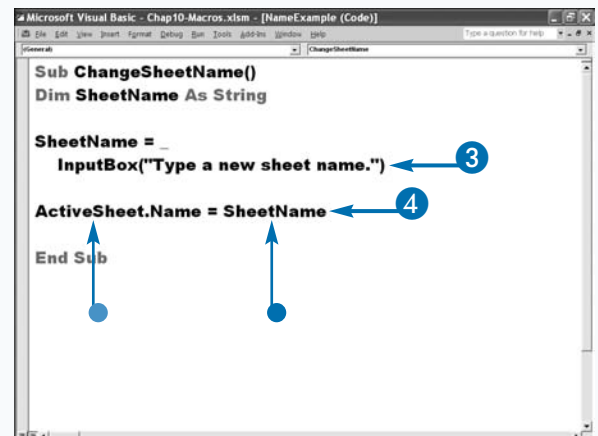 Microsoft Visual Basic - Chap10-Macros.xlsm - [NameExample (Code)]
File Edit View Insert Format Debug Run Tools Add-Ins Window Help Type a question for help
(General) ChangeSheetName
Sub ChangeSheetName()
Dim SheetName As String
SheetName = _
InputBox("Type a new sheet name.") 3
ActiveSheet.Name = SheetName 4
End Sub